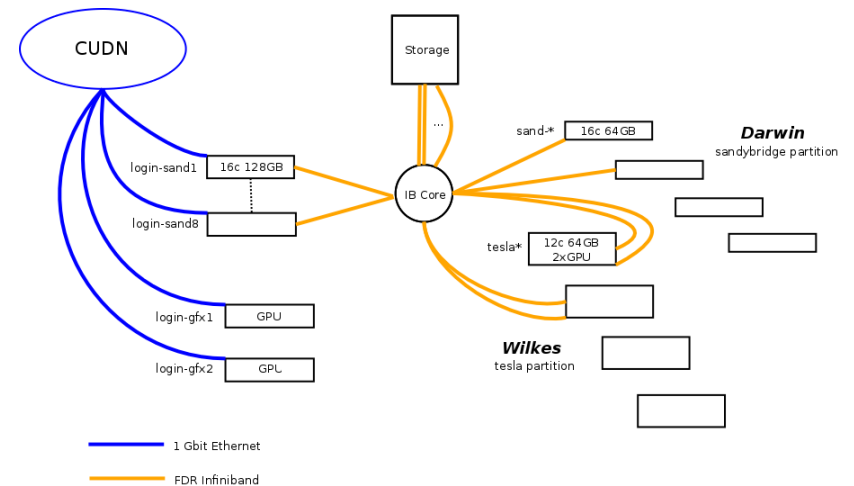 CUDN
Storage
...
sand-*
16c 64GB
Darwin
sandybridge partition
login-sand1
16c 128GB
IB Core
login-sand8
tesla*
12c 64GB
2xGPU
login-gfx1
GPU
Wilkes
tesla partition
login-gfx2
GPU
1 Gbit Ethernet
FDR Infiniband